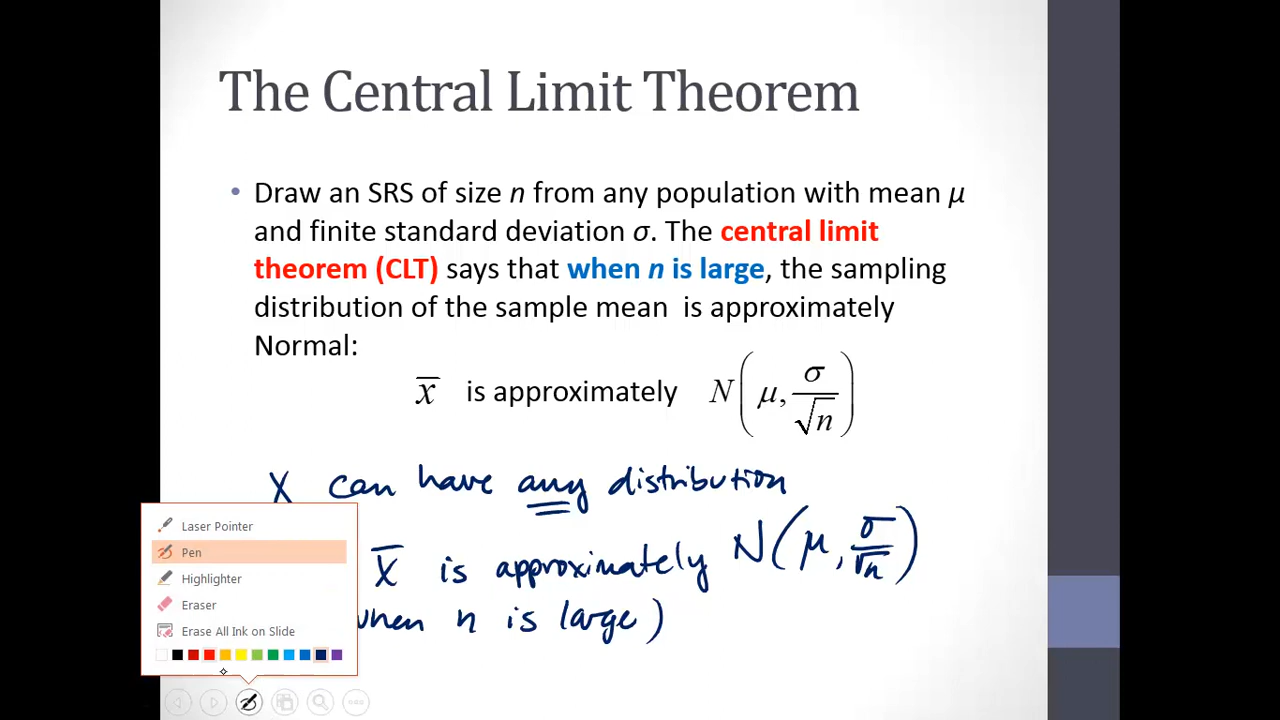 The Central Limit Theorem
• Draw an SRS of size n from any population with mean μ
and finite standard deviation σ. The central limit
theorem (CLT) says that when n is large, the sampling
distribution of the sample mean is approximately
Normal:
x̅ is approximately N(μ, σ/√n)
X can have any distribution
X̅ is approximately N(μ, σ/√n)
when n is large)
Laser Pointer
Pen
Highlighter
Eraser
Erase All Ink on Slide